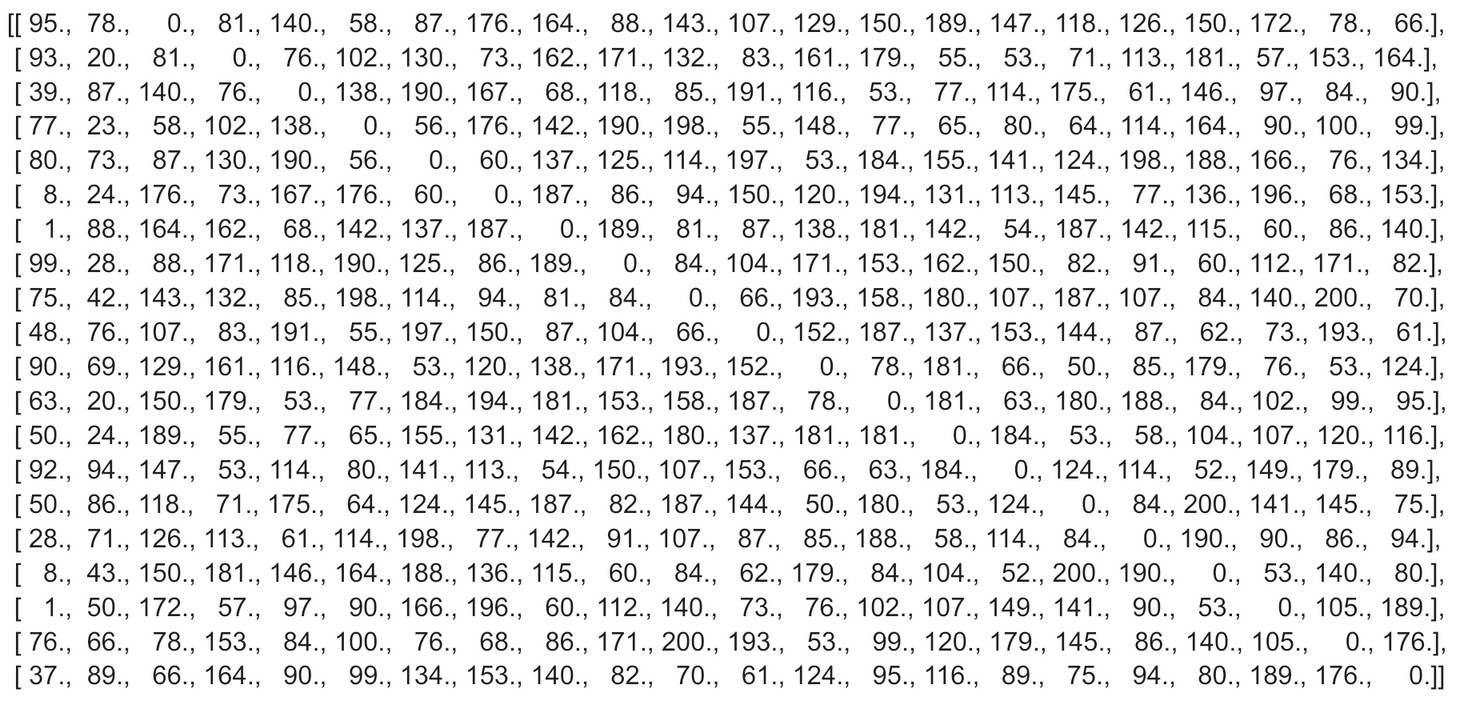 [[ 95., 78., 0., 81., 140., 58., 87., 176., 164., 88., 143., 107., 129., 150., 189., 147., 118., 126., 150., 172., 78., 66.],
[ 93., 20., 81., 0., 76., 102., 130., 73., 162., 171., 132., 83., 161., 179., 55., 53., 71., 113., 181., 57., 153., 164.],
[ 39., 87., 140., 76., 0., 138., 190., 167., 68., 118., 85., 191., 116., 53., 77., 114., 175., 61., 146., 97., 84., 90.],
[ 77., 23., 58., 102., 138., 0., 56., 176., 142., 190., 198., 55., 148., 77., 65., 80., 64., 114., 164., 90., 100., 99.],
[ 80., 73., 87., 130., 190., 56., 0., 60., 137., 125., 114., 197., 53., 184., 155., 141., 124., 198., 188., 166., 76., 134.],
[ 8., 24., 176., 73., 167., 176., 60., 0., 187., 86., 94., 150., 120., 194., 131., 113., 145., 77., 136., 196., 68., 153.],
[ 1., 88., 164., 162., 68., 142., 137., 187., 0., 189., 81., 87., 138., 181., 142., 54., 187., 142., 115., 60., 86., 140.],
[ 99., 28., 88., 171., 118., 190., 125., 86., 189., 0., 84., 104., 171., 153., 162., 150., 82., 91., 60., 112., 171., 82.],
[ 75., 42., 143., 132., 85., 198., 114., 94., 81., 84., 0., 66., 193., 158., 180., 107., 187., 107., 84., 140., 200., 70.],
[ 48., 76., 107., 83., 191., 55., 197., 150., 87., 104., 66., 0., 152., 187., 137., 153., 144., 87., 62., 73., 193., 61.],
[ 90., 69., 129., 161., 116., 148., 53., 120., 138., 171., 193., 152., 0., 78., 181., 66., 50., 85., 179., 76., 53., 124.],
[ 63., 20., 150., 179., 53., 77., 184., 194., 181., 153., 158., 187., 78., 0., 181., 63., 180., 188., 84., 102., 99., 95.],
[ 50., 24., 189., 55., 77., 65., 155., 131., 142., 162., 180., 137., 181., 181., 0., 184., 53., 58., 104., 107., 120., 116.],
[ 92., 94., 147., 53., 114., 80., 141., 113., 54., 150., 107., 153., 66., 63., 184., 0., 124., 114., 52., 149., 179., 89.],
[ 50., 86., 118., 71., 175., 64., 124., 145., 187., 82., 187., 144., 50., 180., 53., 124., 0., 84., 200., 141., 145., 75.],
[ 28., 71., 126., 113., 61., 114., 198., 77., 142., 91., 107., 87., 85., 188., 58., 114., 84., 0., 190., 90., 86., 94.],
[ 8., 43., 150., 181., 146., 164., 188., 136., 115., 60., 84., 62., 179., 84., 104., 52., 200., 190., 0., 53., 140., 80.],
[ 1., 50., 172., 57., 97., 90., 166., 196., 60., 112., 140., 73., 76., 102., 107., 149., 141., 90., 53., 0., 105., 189.],
[ 76., 66., 78., 153., 84., 100., 76., 68., 86., 171., 200., 193., 53., 99., 120., 179., 145., 86., 140., 105., 0., 176.],
[ 37., 89., 66., 164., 90., 99., 134., 153., 140., 82., 70., 61., 124., 95., 116., 89., 75., 94., 80., 189., 176., 0.]]